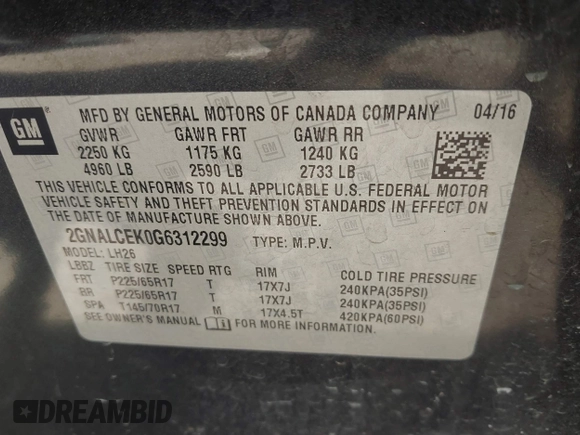 GM
MFD BY GENERAL MOTORS OF CANADA COMPANY 04/16
GVWR GAWR FRT GAWR RR
2250 KG 1175 KG 1240 KG
4960 LB 2590 LB 2733 LB
THIS VEHICLE CONFORMS TO ALL APPLICABLE U.S. FEDERAL MOTOR
VEHICLE SAFETY AND THEFT PREVENTION STANDARDS IN EFFECT ON
THE DATE OF MANUFACTURE SHOWN ABOVE.
2GNALCEK0G6312299 TYPE: M.P.V.
MODEL: LH26
LBBZ TIRE SIZE SPEED RTG RIM COLD TIRE PRESSURE
FRT P225/65R17 T 17X7J 240KPA(35PSI)
RR P225/65R17 T 17X7J 240KPA(35PSI)
SPA T145/70R17 M 17X4.5T 420KPA(60PSI)
SEE OWNER'S MANUAL FOR MORE INFORMATION.
DREAMBID